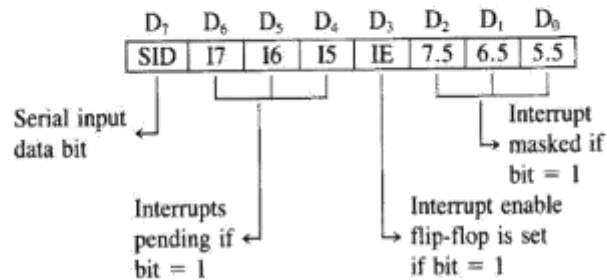 D₇ D₆ D₅ D₄ D₃ D₂ D₁ D₀
SID I7 I6 I5 IE 7.5 6.5 5.5
Serial input
data bit
Interrupts
pending if
bit = 1
Interrupt enable
flip-flop is set
if bit = 1
Interrupt
masked if
bit = 1